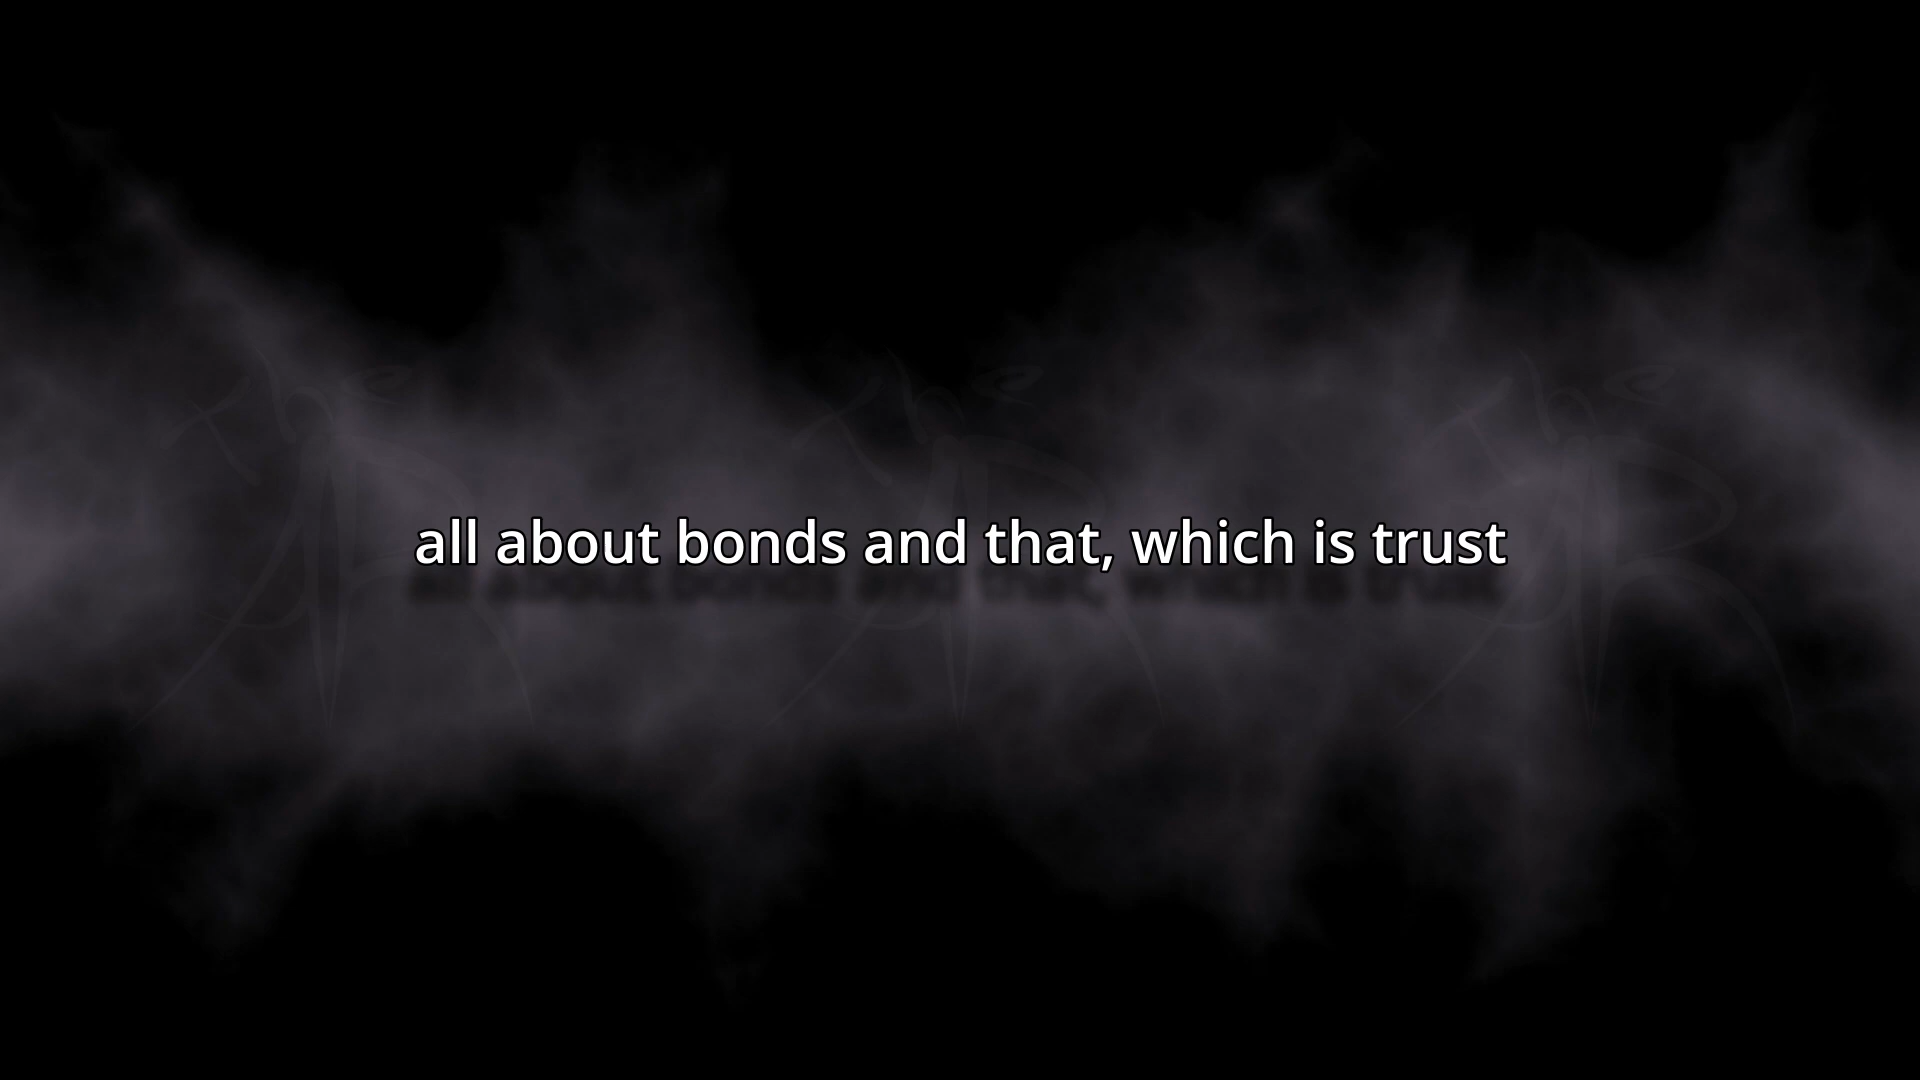 all about bonds and that, which is trust